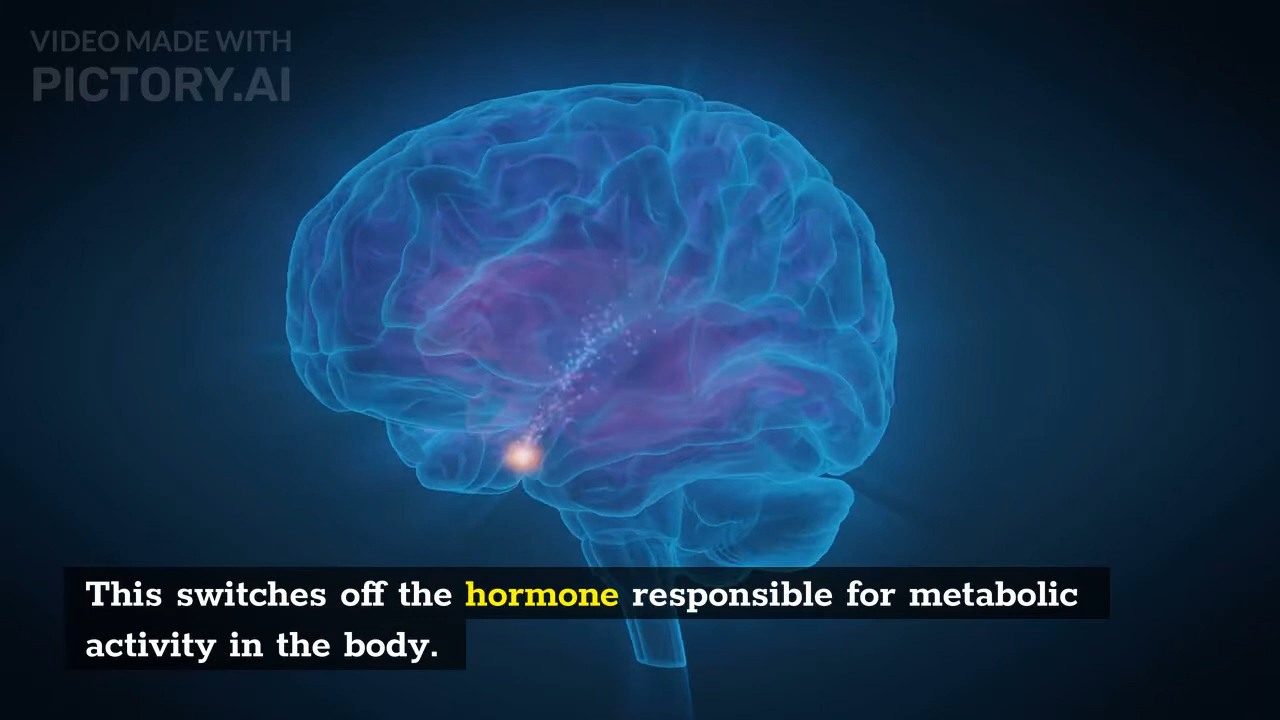 VIDEO MADE WITH
PICTORY.AI
This switches off the hormone responsible for metabolic
activity in the body.